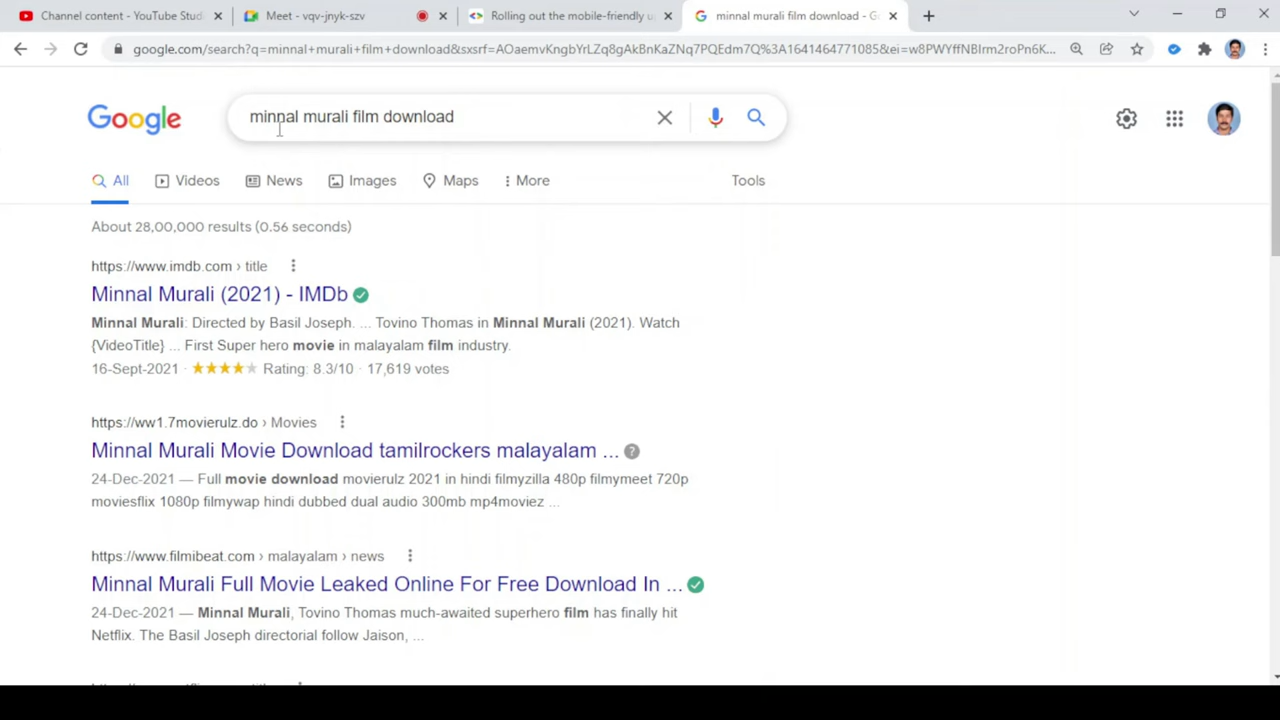 Channel content - YouTube Stud
Meet - vqv-jnyk-szv
Rolling out the mobile-friendly u
minnal murali film download - G
google.com/search?q=minnal+murali+film+download&sxsrf=AOaemvKngbYrLZq8gAkBnKaZNq7PQEdm7Q%3A1641464771085&ei=w8PWYffNBIrm2roPn6K...
Google
minnal murali film download
All
Videos
News
Images
Maps
More
Tools
About 28,00,000 results (0.56 seconds)
https://www.imdb.com › title
Minnal Murali (2021) - IMDb
Minnal Murali: Directed by Basil Joseph. ... Tovino Thomas in Minnal Murali (2021). Watch
{VideoTitle} ... First Super hero movie in malayalam film industry.
16-Sept-2021 · Rating: 8.3/10 · 17,619 votes
https://ww1.7movierulz.do › Movies
Minnal Murali Movie Download tamilrockers malayalam ...
24-Dec-2021 — Full movie download movierulz 2021 in hindi filmyzilla 480p filmymeet 720p
moviesflix 1080p filmywap hindi dubbed dual audio 300mb mp4moviez ...
https://www.filmibeat.com › malayalam › news
Minnal Murali Full Movie Leaked Online For Free Download In ...
24-Dec-2021 — Minnal Murali, Tovino Thomas much-awaited superhero film has finally hit
Netflix. The Basil Joseph directorial follow Jaison, ...